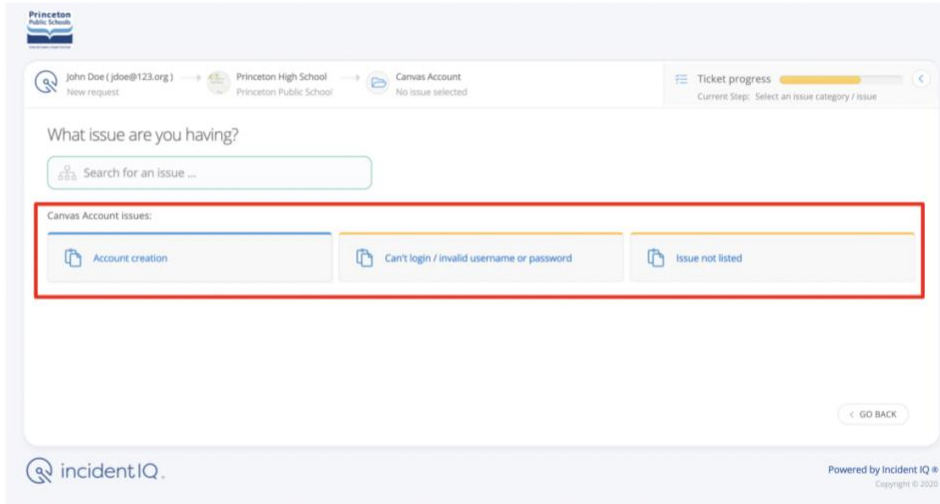 Princeton
Public Schools
John Doe ( jdoe@123.org )
New request
Princeton High School
Princeton Public School
Canvas Account
No issue selected
Ticket progress
Current Step: Select an issue category / issue
What issue are you having?
Search for an issue ...
Canvas Account issues:
Account creation
Can't login / invalid username or password
Issue not listed
< GO BACK
incidentIQ.
Powered by Incident IQ ®
Copyright © 2020